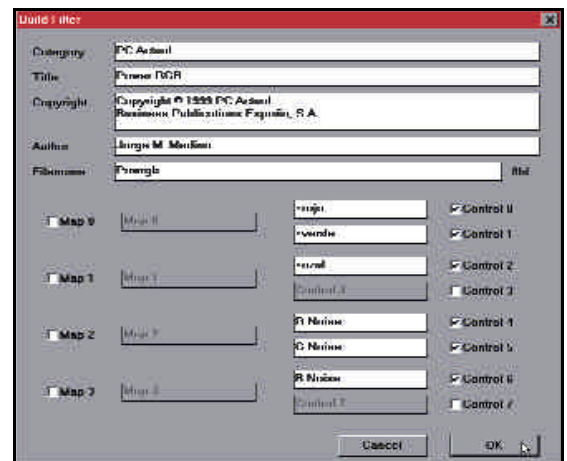 Build Filter
Category PC Actual
Title Power RGB
Copyright Copyright © 1999 PC Actual
Business Publications España, S.A.
Author Jorge M. Medina
Filename Powrgb .8bf
Map 0 Map 0 rojo Control 0
verde Control 1
Map 1 Map 1 azul Control 2
Control 3 Control 3
Map 2 Map 2 R Noise Control 4
G Noise Control 5
Map 3 Map 3 B Noise Control 6
Control 7 Control 7
Cancel OK